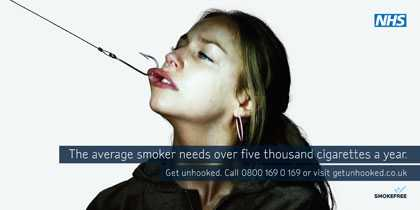 NHS
The average smoker needs over five thousand cigarettes a year.
Get unhooked. Call 0800 169 0 169 or visit getunhooked.co.uk
SMOKEFREE